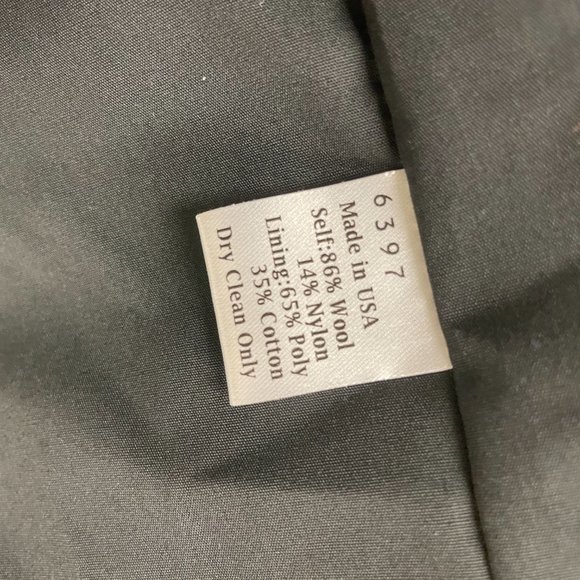 6397
Made in USA
Self:86% Wool
14% Nylon
Lining:65% Poly
35% Cotton
Dry Clean Only